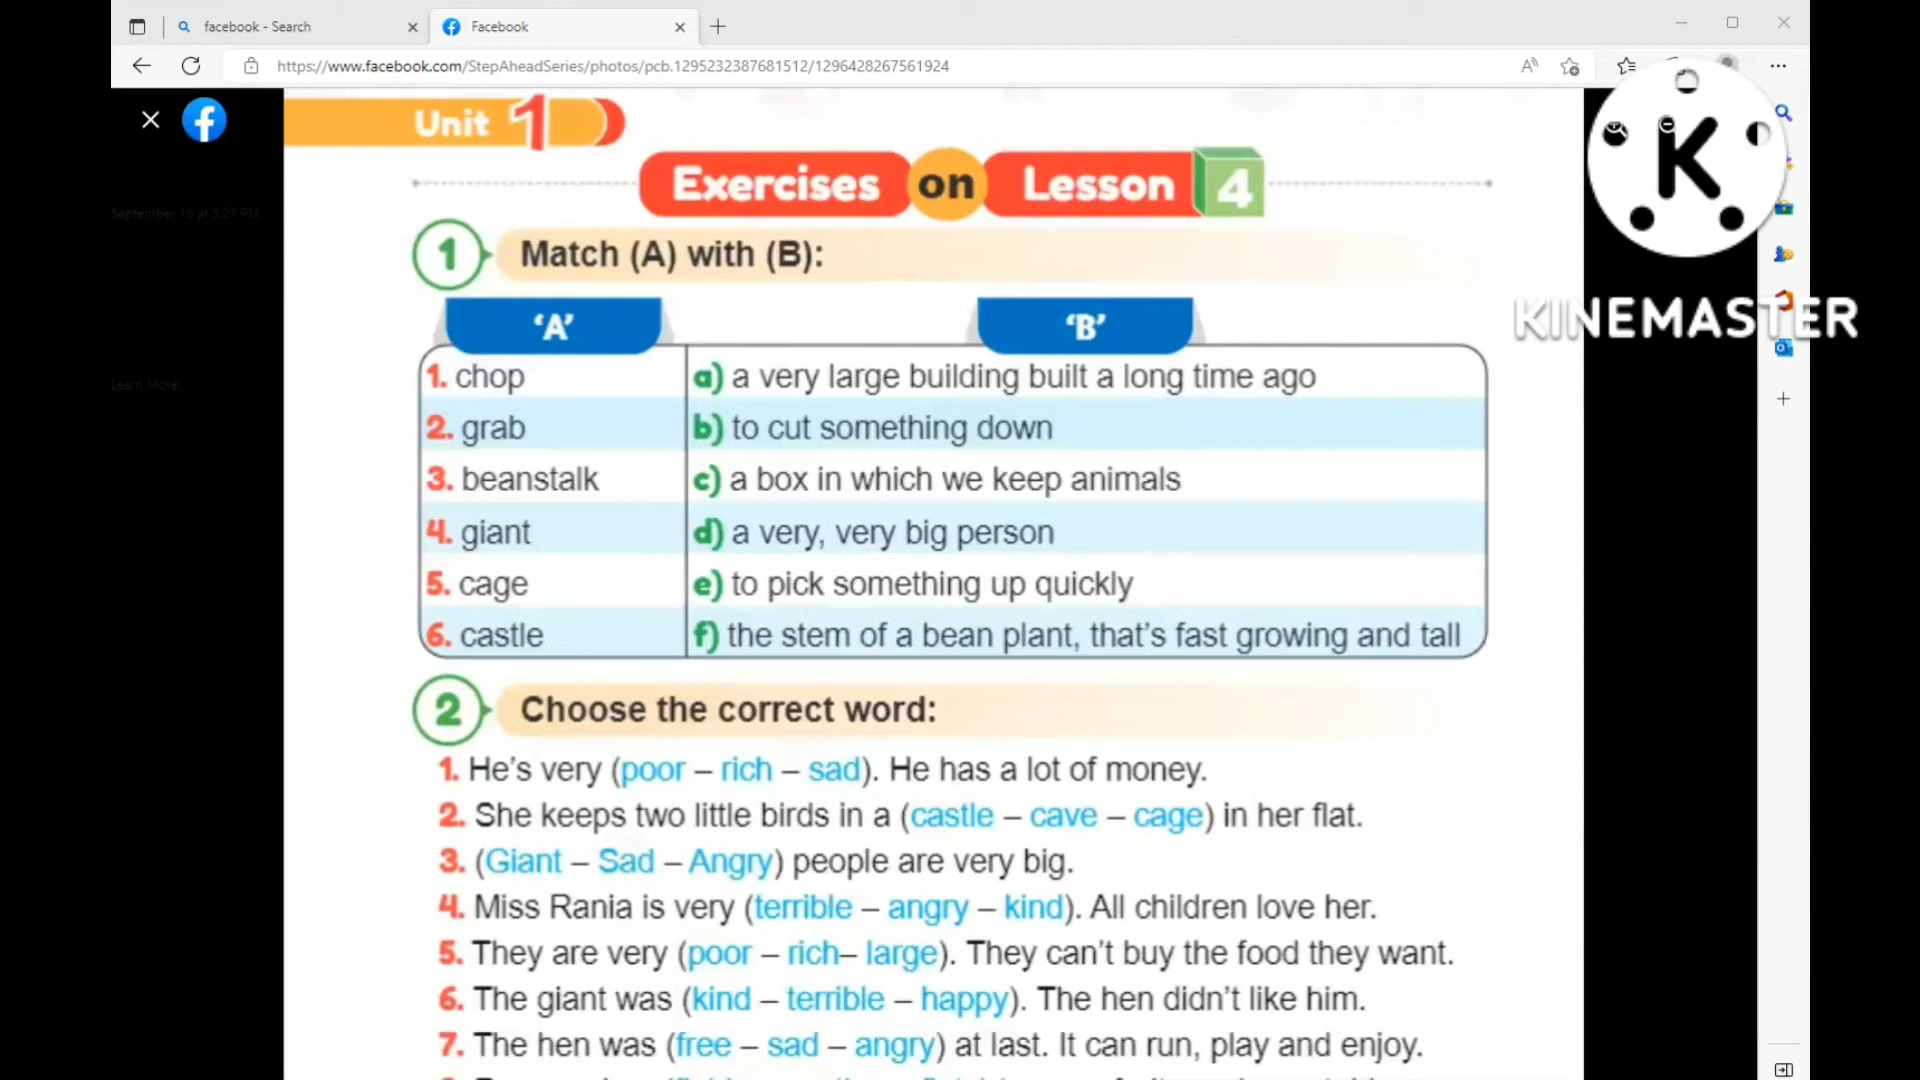 facebook - Search
Facebook
https://www.facebook.com/StepAheadSeries/photos/pcb.1295232387681512/1296428267561924
Unit 1
Exercises on Lesson 4
September 16 at 5:27 PM
1 Match (A) with (B):
KINEMASTER
‘A’ ‘B’
1. chop a) a very large building built a long time ago
Learn More
2. grab b) to cut something down
3. beanstalk c) a box in which we keep animals
4. giant d) a very, very big person
5. cage e) to pick something up quickly
6. castle f) the stem of a bean plant, that’s fast growing and tall
2 Choose the correct word:
1. He’s very (poor – rich – sad). He has a lot of money.
2. She keeps two little birds in a (castle – cave – cage) in her flat.
3. (Giant – Sad – Angry) people are very big.
4. Miss Rania is very (terrible – angry – kind). All children love her.
5. They are very (poor – rich– large). They can’t buy the food they want.
6. The giant was (kind – terrible – happy). The hen didn’t like him.
7. The hen was (free – sad – angry) at last. It can run, play and enjoy.